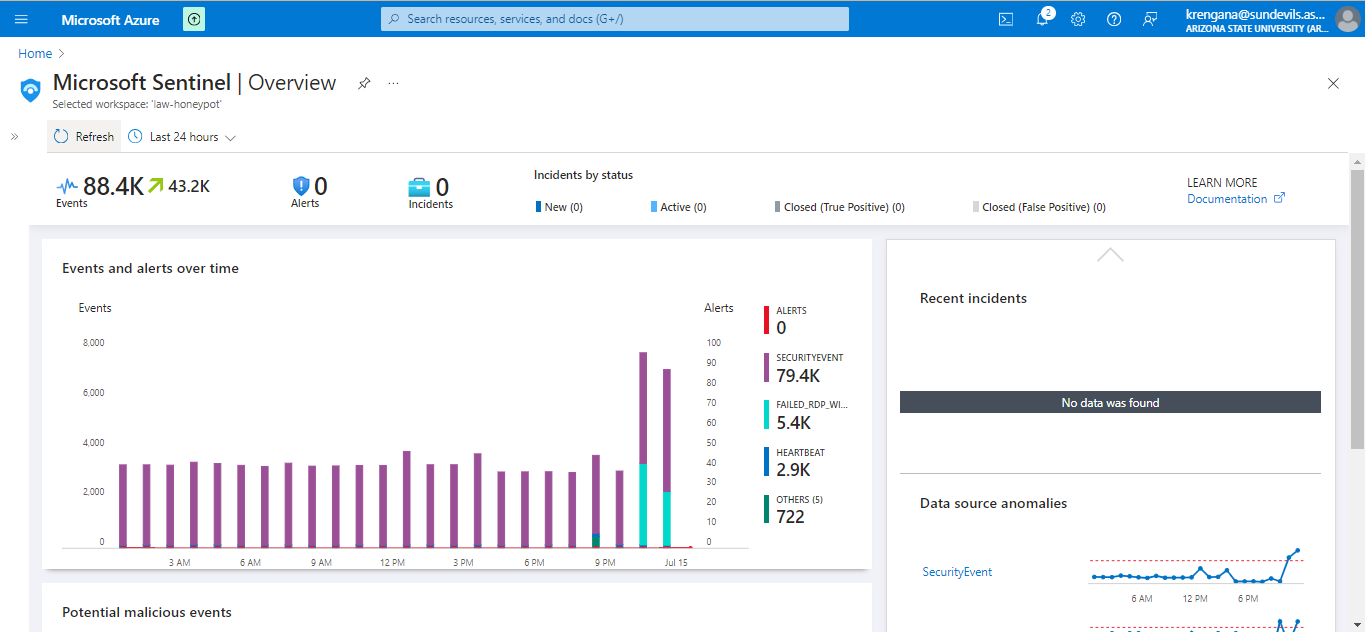 Microsoft Azure
Search resources, services, and docs (G+/)
2
krengana@sundevils.as...
ARIZONA STATE UNIVERSITY (AR...
Home
Microsoft Sentinel | Overview
...
Selected workspace: 'law-honeypot'
Refresh
Last 24 hours
88.4K
43.2K
Events
0
Alerts
0
Incidents
Incidents by status
New (0)
Active (0)
Closed (True Positive) (0)
Closed (False Positive) (0)
LEARN MORE
Documentation
Events and alerts over time
Events
8,000
6,000
4,000
2,000
0
3 AM
6 AM
9 AM
12 PM
3 PM
6 PM
9 PM
Jul 15
Alerts
100
90
80
70
60
50
40
30
20
10
0
ALERTS
0
SECURITYEVENT
79.4K
FAILED_RDP_WI...
5.4K
HEARTBEAT
2.9K
OTHERS (5)
722
Potential malicious events
Recent incidents
No data was found
Data source anomalies
SecurityEvent
6 AM
12 PM
6 PM